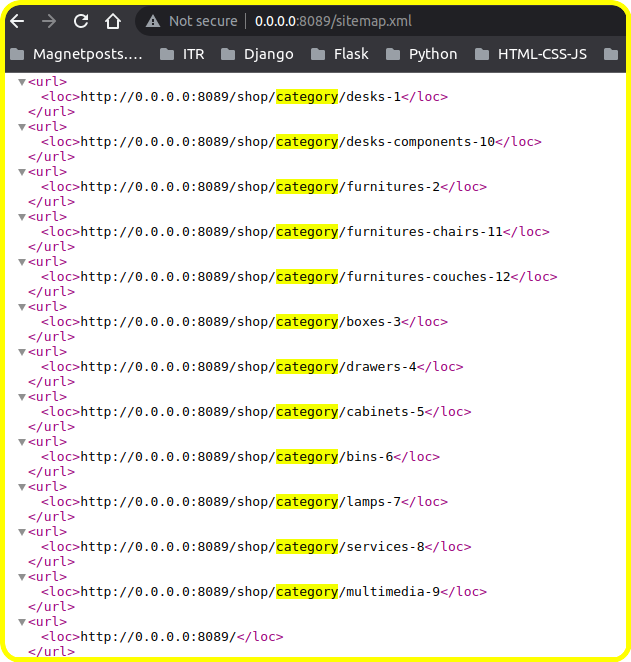 Not secure 0.0.0.0:8089/sitemap.xml
Magnetposts.... ITR Django Flask Python HTML-CSS-JS
<url>
<loc>http://0.0.0.0:8089/shop/category/desks-1</loc>
</url>
<url>
<loc>http://0.0.0.0:8089/shop/category/desks-components-10</loc>
</url>
<url>
<loc>http://0.0.0.0:8089/shop/category/furnitures-2</loc>
</url>
<url>
<loc>http://0.0.0.0:8089/shop/category/furnitures-chairs-11</loc>
</url>
<url>
<loc>http://0.0.0.0:8089/shop/category/furnitures-couches-12</loc>
</url>
<url>
<loc>http://0.0.0.0:8089/shop/category/boxes-3</loc>
</url>
<url>
<loc>http://0.0.0.0:8089/shop/category/drawers-4</loc>
</url>
<url>
<loc>http://0.0.0.0:8089/shop/category/cabinets-5</loc>
</url>
<url>
<loc>http://0.0.0.0:8089/shop/category/bins-6</loc>
</url>
<url>
<loc>http://0.0.0.0:8089/shop/category/lamps-7</loc>
</url>
<url>
<loc>http://0.0.0.0:8089/shop/category/services-8</loc>
</url>
<url>
<loc>http://0.0.0.0:8089/shop/category/multimedia-9</loc>
</url>
<url>
<loc>http://0.0.0.0:8089/</loc>
</url>